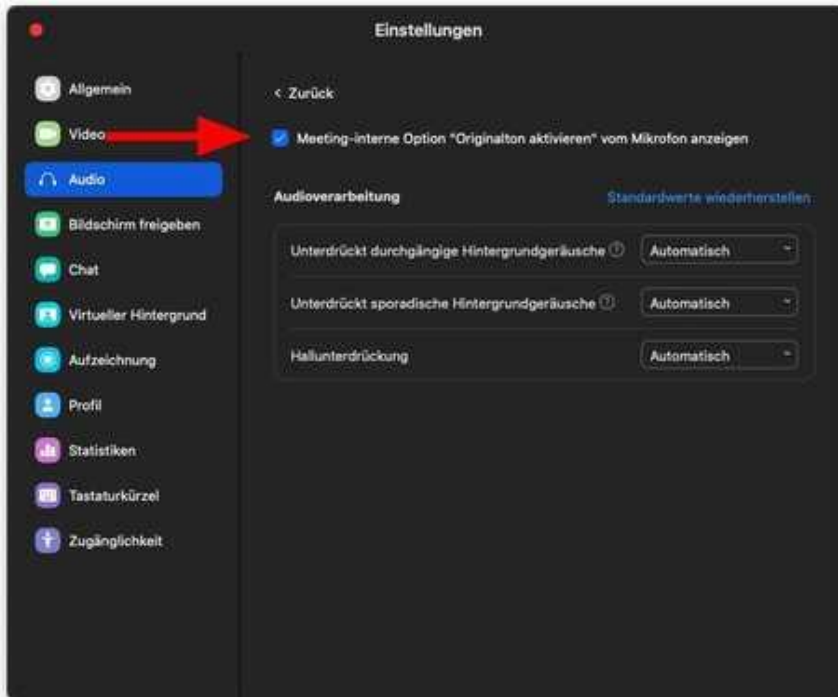 Einstellungen
Allgemein
Video
Audio
Bildschirm freigeben
Chat
Virtueller Hintergrund
Aufzeichnung
Profil
Statistiken
Tastaturkürzel
Zugänglichkeit
< Zurück
Meeting-interne Option "Originalton aktivieren" vom Mikrofon anzeigen
Audioverarbeitung Standardwerte wiederherstellen
Unterdrückt durchgängige Hintergrundgeräusche ? Automatisch
Unterdrückt sporadische Hintergrundgeräusche ? Automatisch
Hallunterdrückung Automatisch